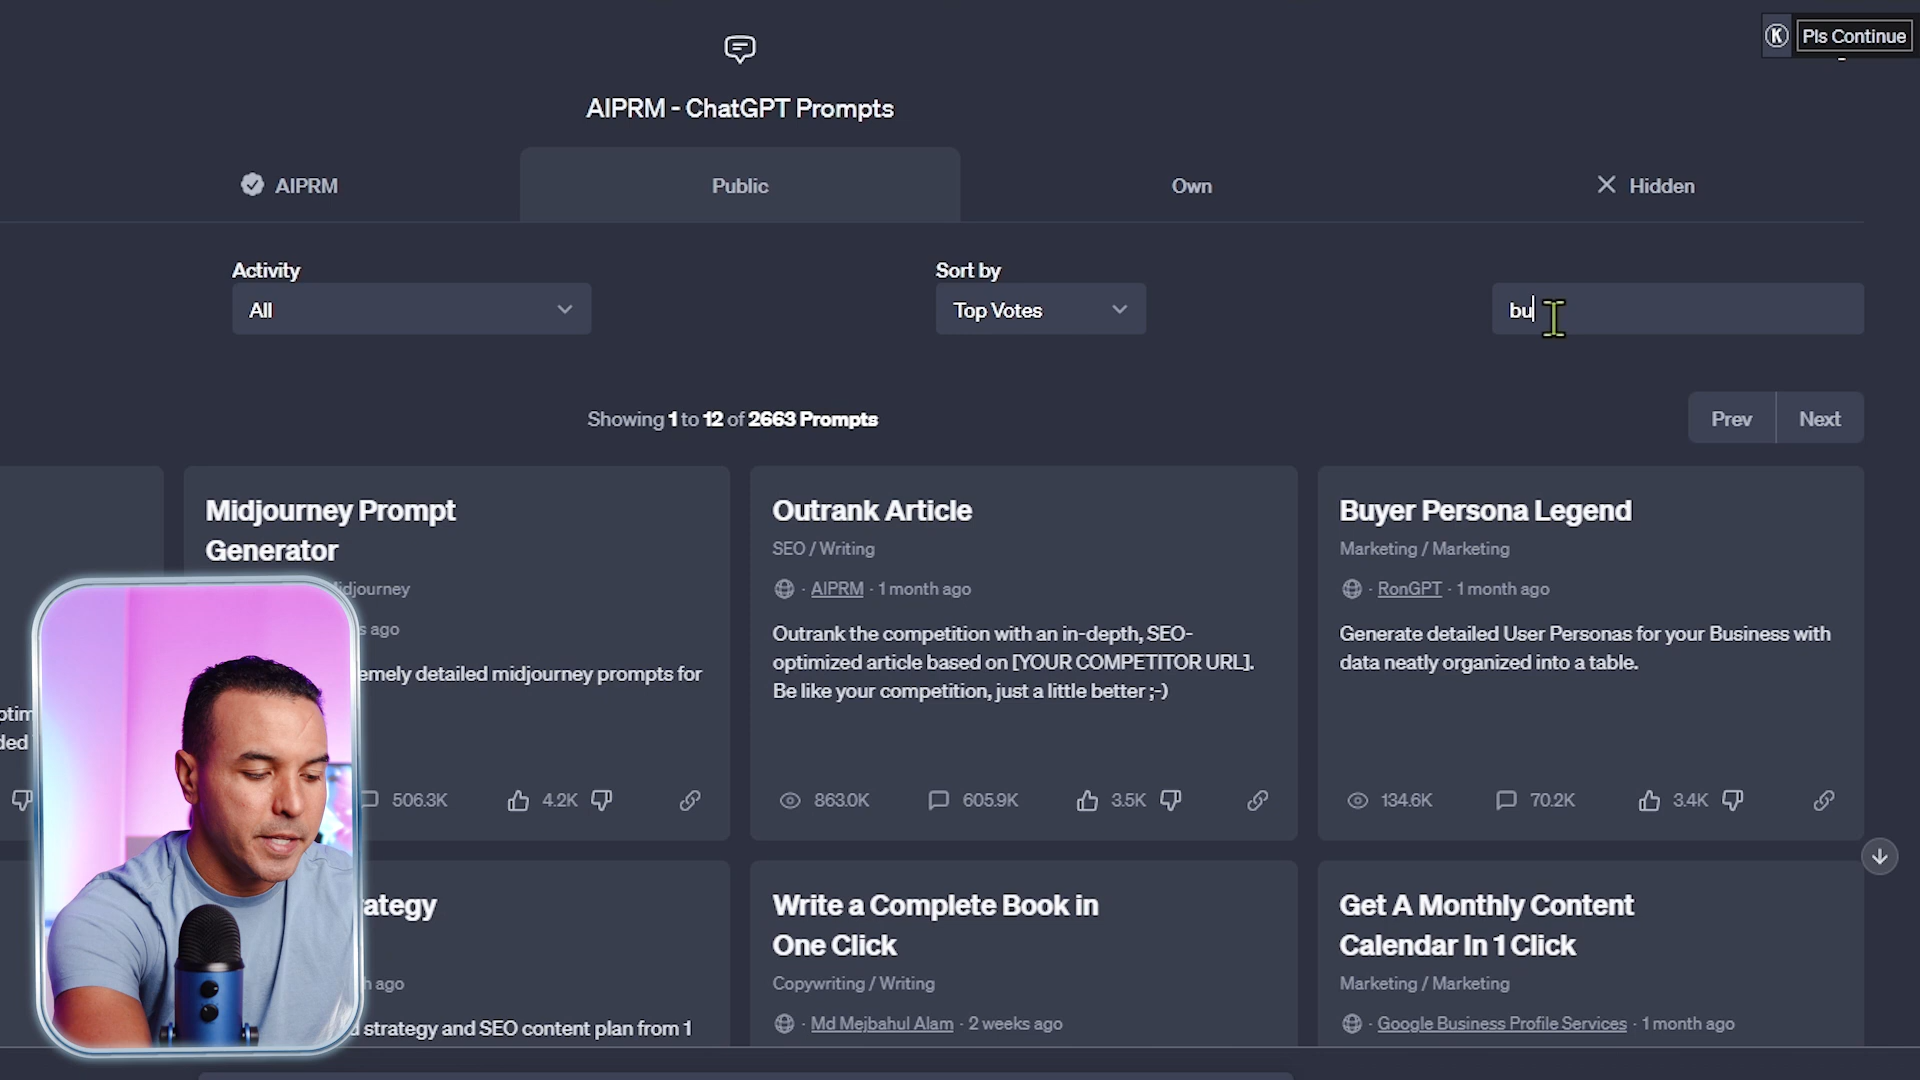 K Pls Continue
AIPRM - ChatGPT Prompts
AIPRM
Public
Own
Hidden
Activity
Sort by
All
Top Votes
bu
Showing 1 to 12 of 2663 Prompts
Prev
Next
Midjourney Prompt
Generator
idjourney
s ago
emely detailed midjourney prompts for
506.3K
4.2K
Outrank Article
SEO / Writing
· AIPRM · 1 month ago
Outrank the competition with an in-depth, SEO-
optimized article based on [YOUR COMPETITOR URL].
Be like your competition, just a little better ;-)
863.0K
605.9K
3.5K
Buyer Persona Legend
Marketing / Marketing
· RonGPT · 1 month ago
Generate detailed User Personas for your Business with
data neatly organized into a table.
134.6K
70.2K
3.4K
ategy
h ago
d strategy and SEO content plan from 1
Write a Complete Book in
One Click
Copywriting / Writing
· Md Mejbahul Alam · 2 weeks ago
Get A Monthly Content
Calendar In 1 Click
Marketing / Marketing
· Google Business Profile Services · 1 month ago